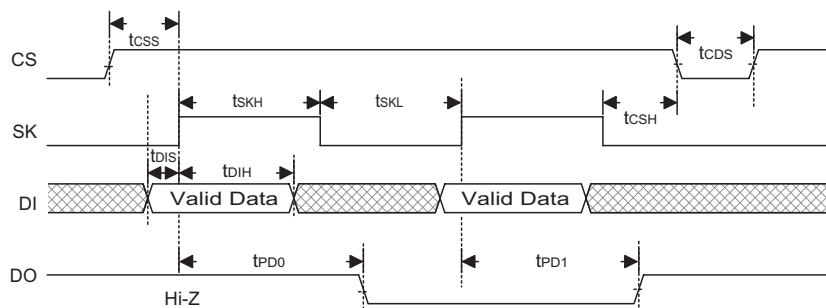 tCSS
tCDS
CS
tSKH
tSKL
tCSH
SK
tDIS
tDIH
DI
Valid Data
Valid Data
tPD0
tPD1
DO
Hi-Z